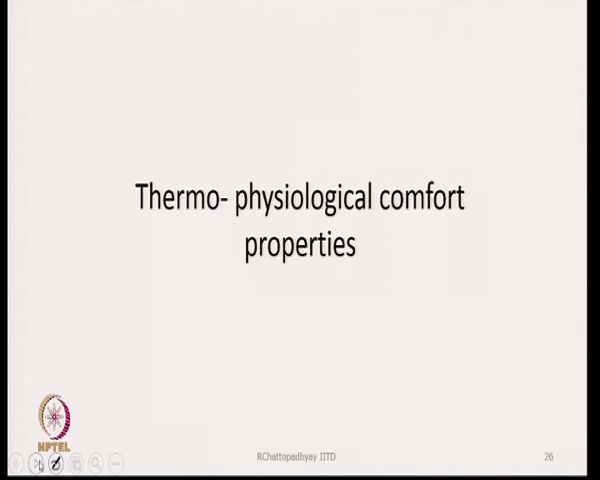 Thermo- physiological comfort
properties
NPTEL
RChattopadhyay IITD
26